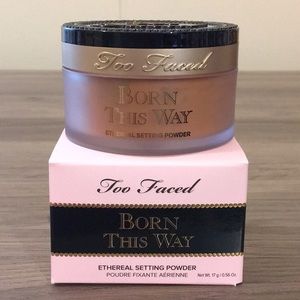 Too Faced
BORN
THIS WAY
ETHEREAL SETTING POWDER
Too Faced
BORN
THIS WAY
ETHEREAL SETTING POWDER
POUDRE FIXANTE AÉRIENNE
Net Wt. 17 g / 0.56 Oz.